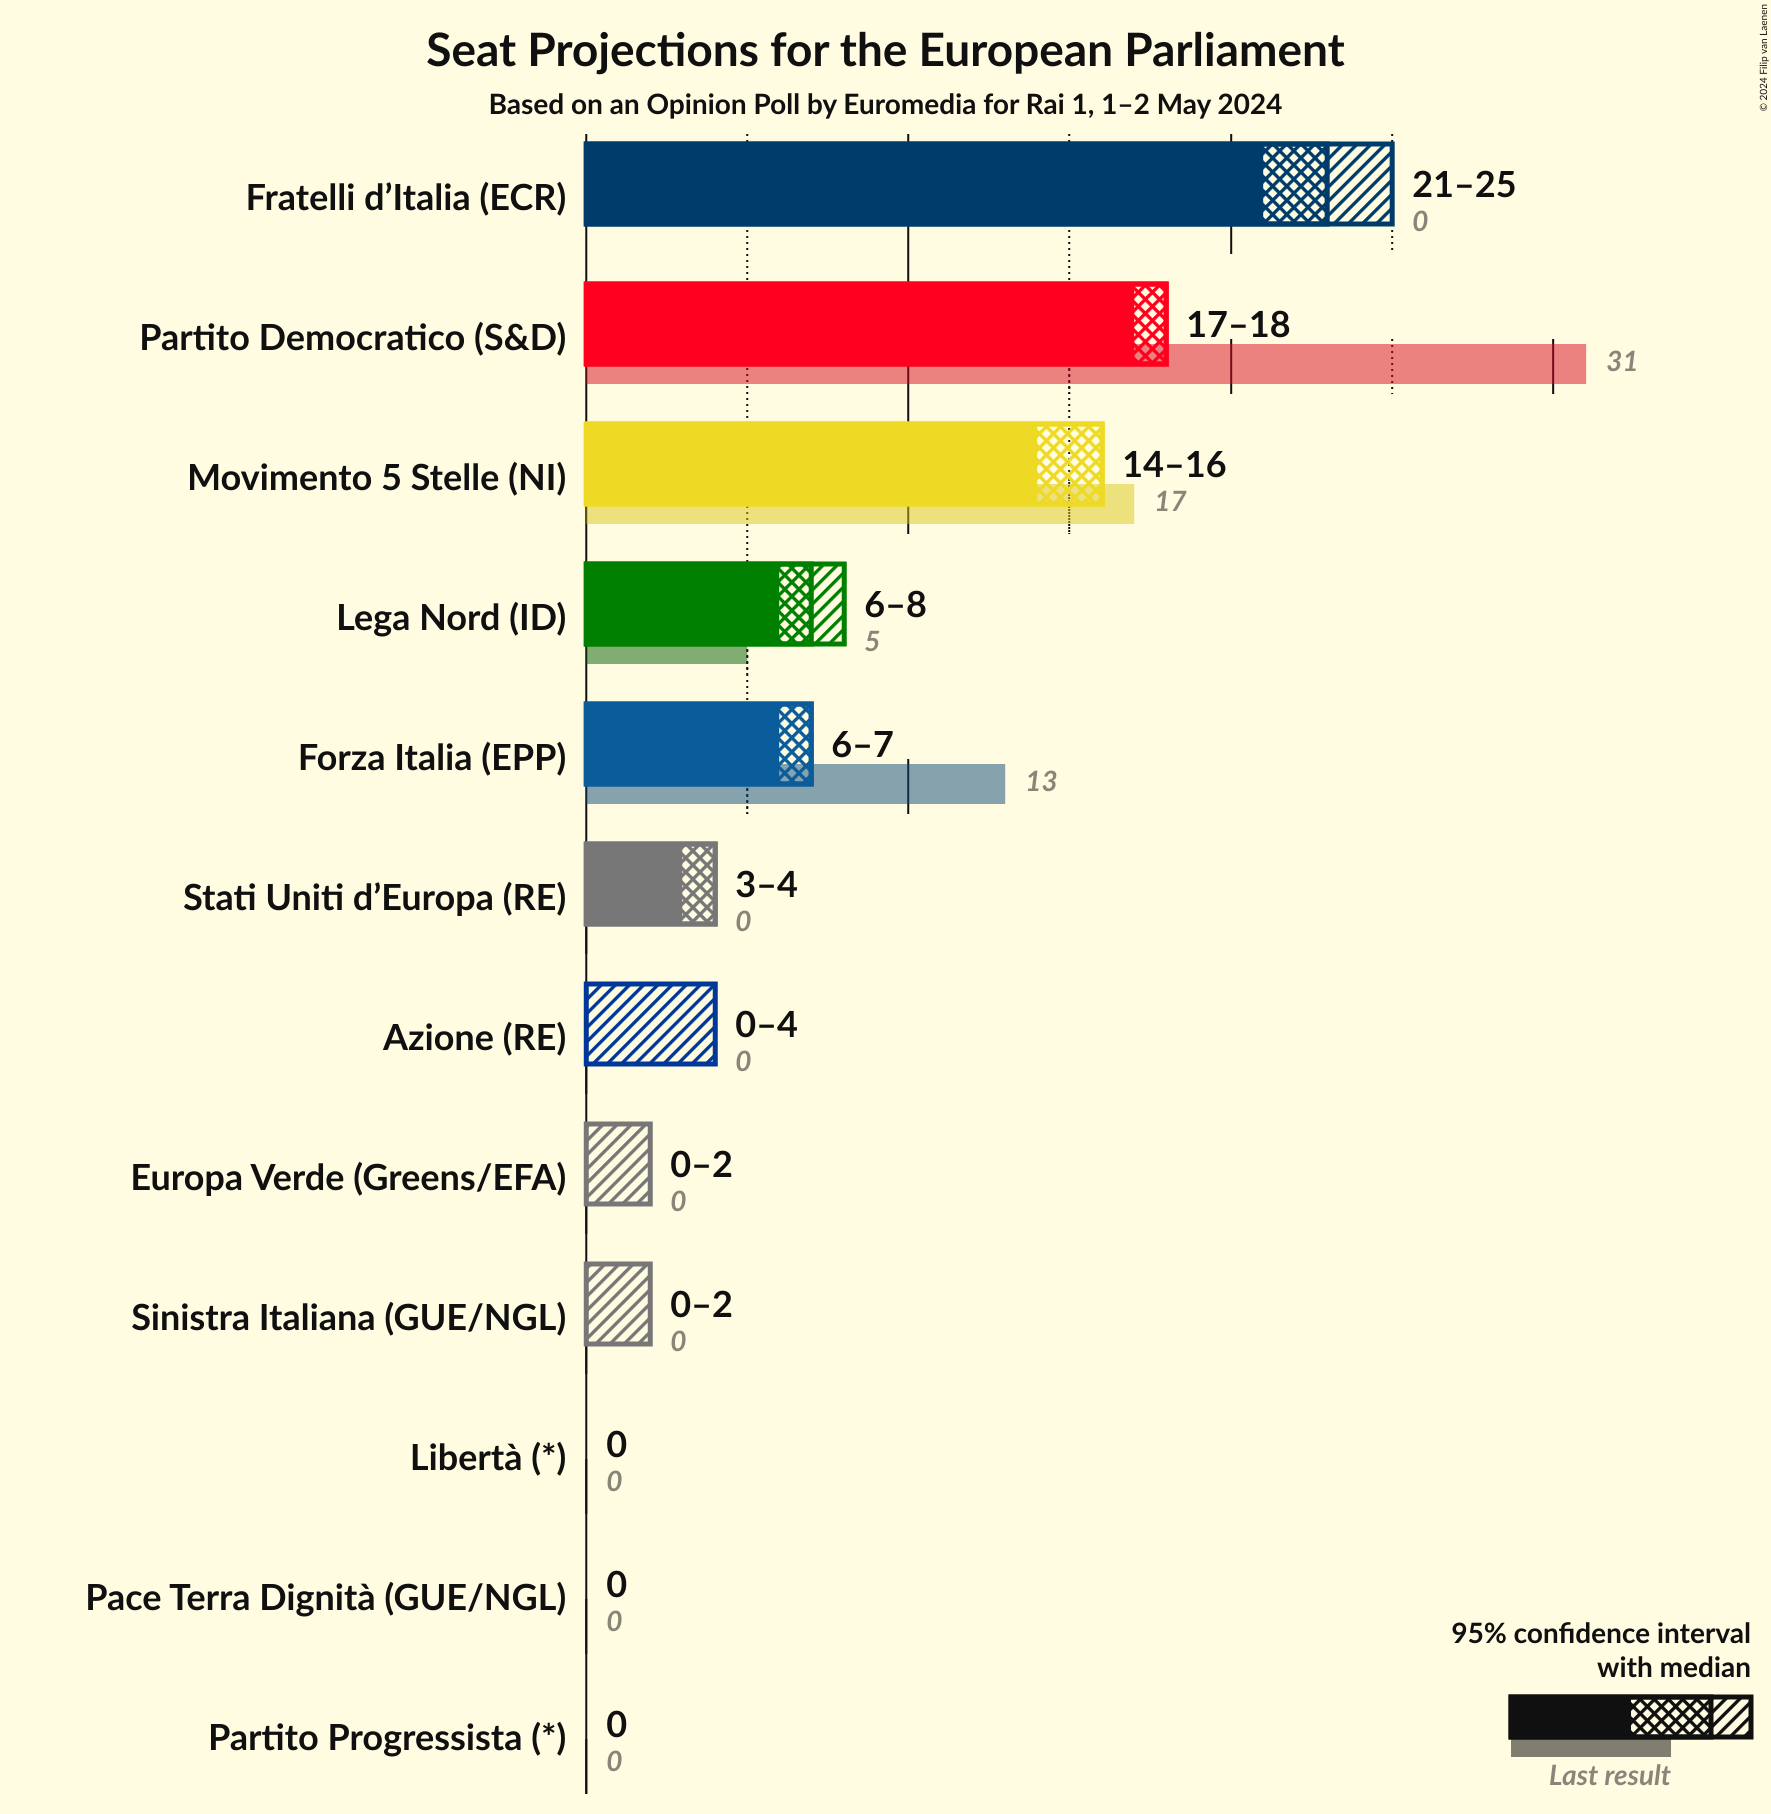 Seat Projections for the European Parliament
Based on an Opinion Poll by Euromedia for Rai 1, 1–2 May 2024
© 2024 Filip van Laenen
Fratelli d’Italia (ECR)
21–25
0
Partito Democratico (S&D)
17–18
31
Movimento 5 Stelle (NI)
14–16
17
Lega Nord (ID)
6–8
5
Forza Italia (EPP)
6–7
13
Stati Uniti d’Europa (RE)
3–4
0
Azione (RE)
0–4
0
Europa Verde (Greens/EFA)
0–2
0
Sinistra Italiana (GUE/NGL)
0–2
0
Libertà (*)
0
0
Pace Terra Dignità (GUE/NGL)
0
0
Partito Progressista (*)
0
0
95% confidence interval
with median
Last result